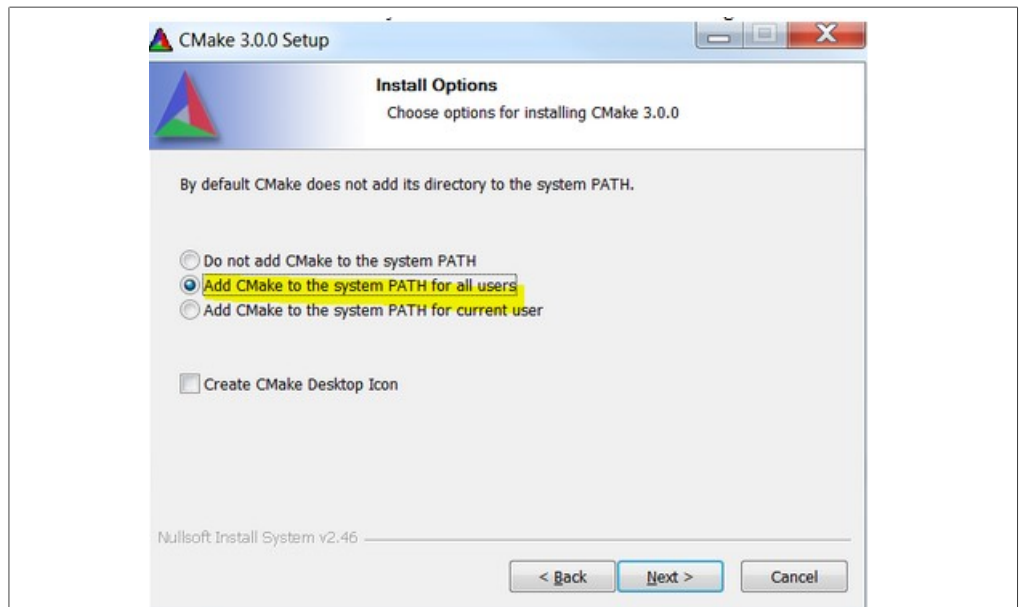 CMake 3.0.0 Setup
Install Options
Choose options for installing CMake 3.0.0
By default CMake does not add its directory to the system PATH.
Do not add CMake to the system PATH
Add CMake to the system PATH for all users
Add CMake to the system PATH for current user
Create CMake Desktop Icon
Nullsoft Install System v2.46
< Back
Next >
Cancel